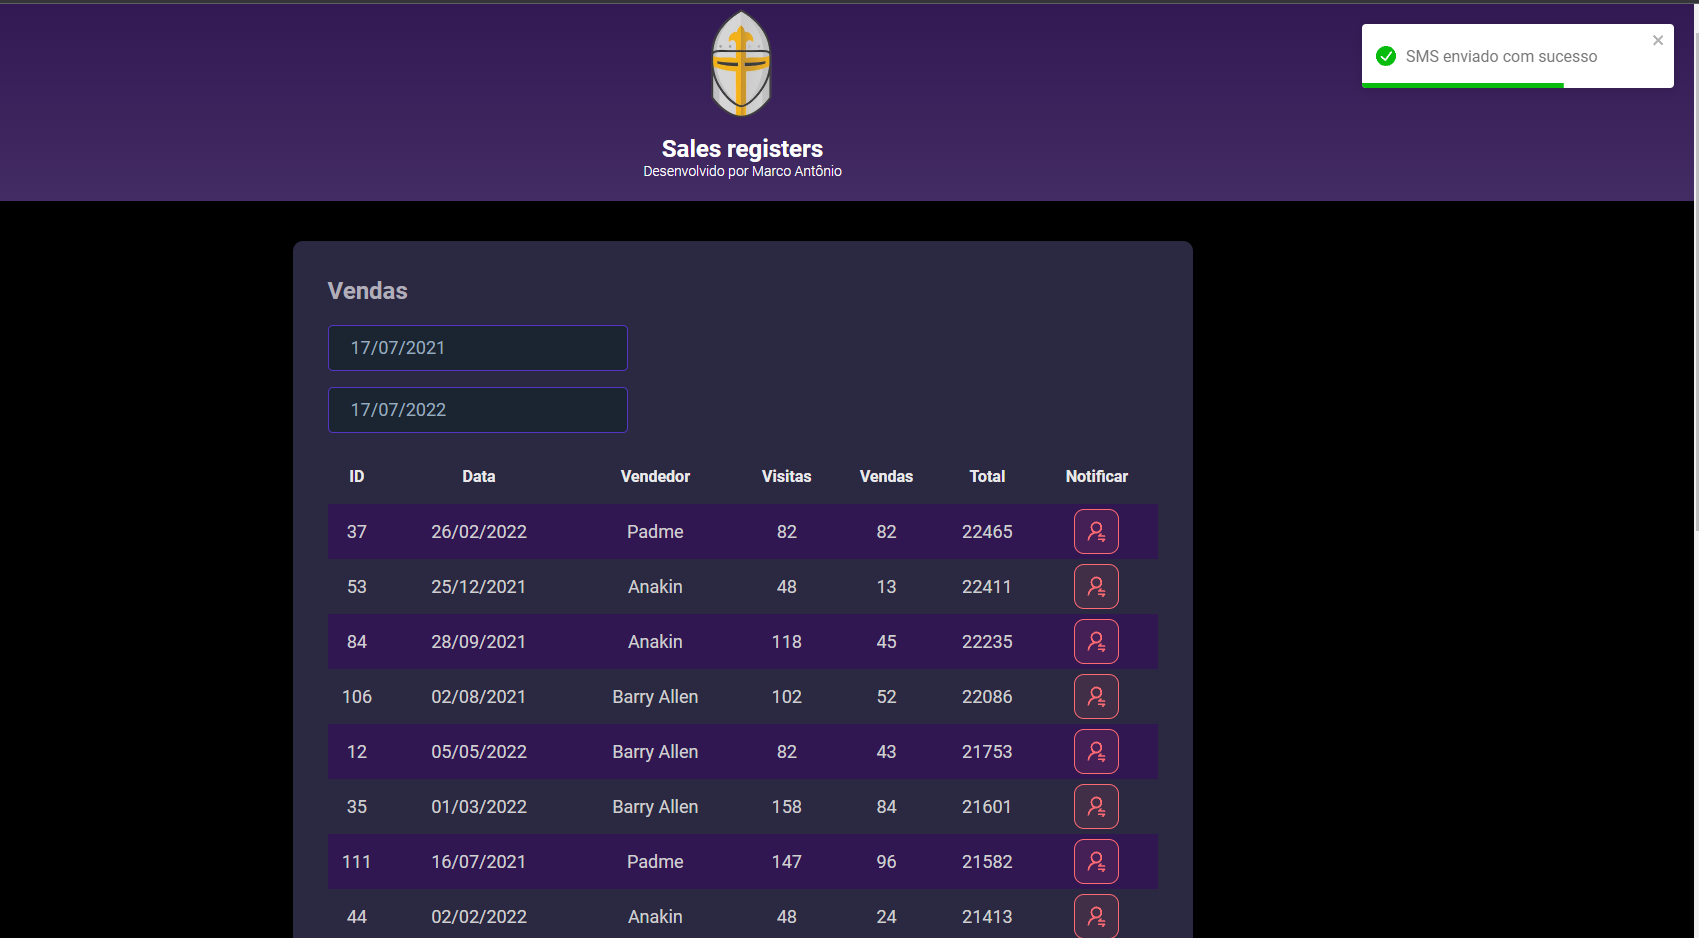 SMS enviado com sucesso
Sales registers
Desenvolvido por Marco Antônio
Vendas
17/07/2021
17/07/2022
ID Data Vendedor Visitas Vendas Total Notificar
37 26/02/2022 Padme 82 82 22465
53 25/12/2021 Anakin 48 13 22411
84 28/09/2021 Anakin 118 45 22235
106 02/08/2021 Barry Allen 102 52 22086
12 05/05/2022 Barry Allen 82 43 21753
35 01/03/2022 Barry Allen 158 84 21601
111 16/07/2021 Padme 147 96 21582
44 02/02/2022 Anakin 48 24 21413